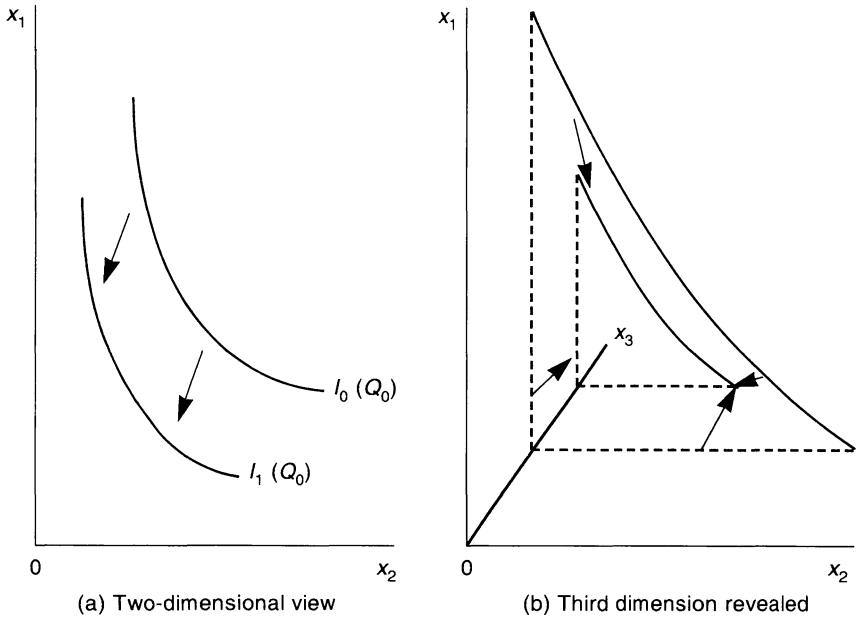 x₁
I₀ (Q₀)
I₁ (Q₀)
0
x₂
(a) Two-dimensional view
x₁
x₃
0
x₂
(b) Third dimension revealed